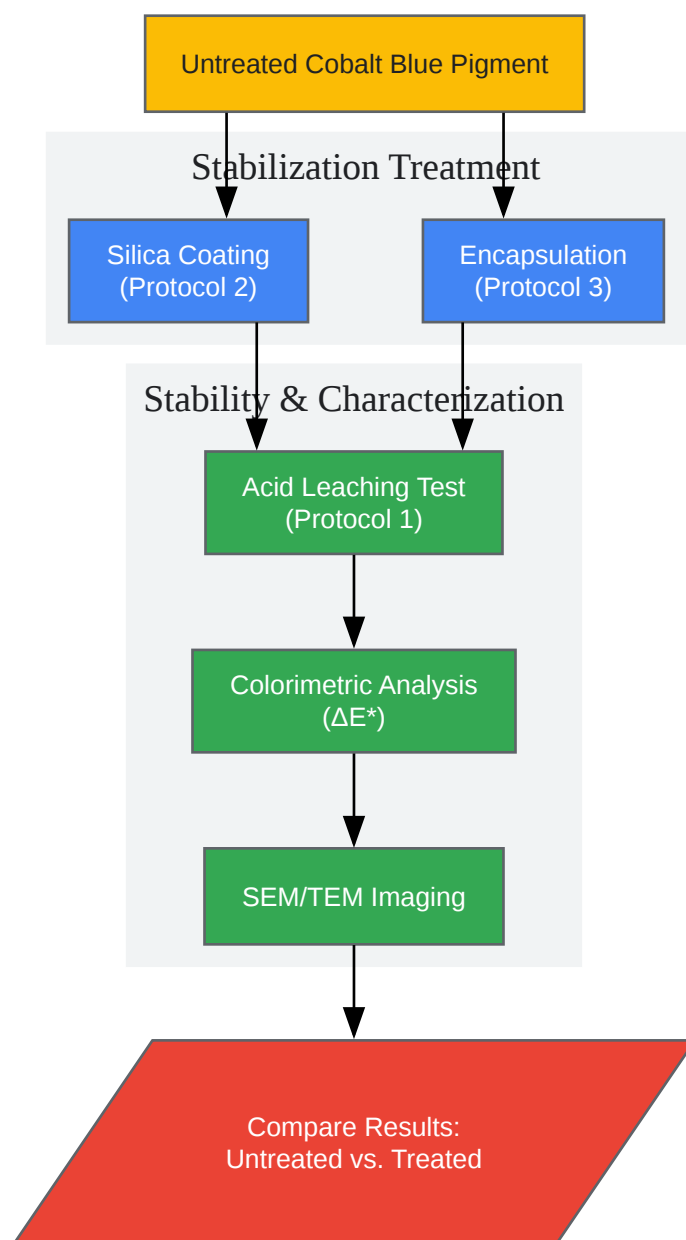 Untreated Cobalt Blue Pigment
Stabilization Treatment
Silica Coating
(Protocol 2)
Encapsulation
(Protocol 3)
Stability & Characterization
Acid Leaching Test
(Protocol 1)
Colorimetric Analysis
(ΔE*)
SEM/TEM Imaging
Compare Results:
Untreated vs. Treated